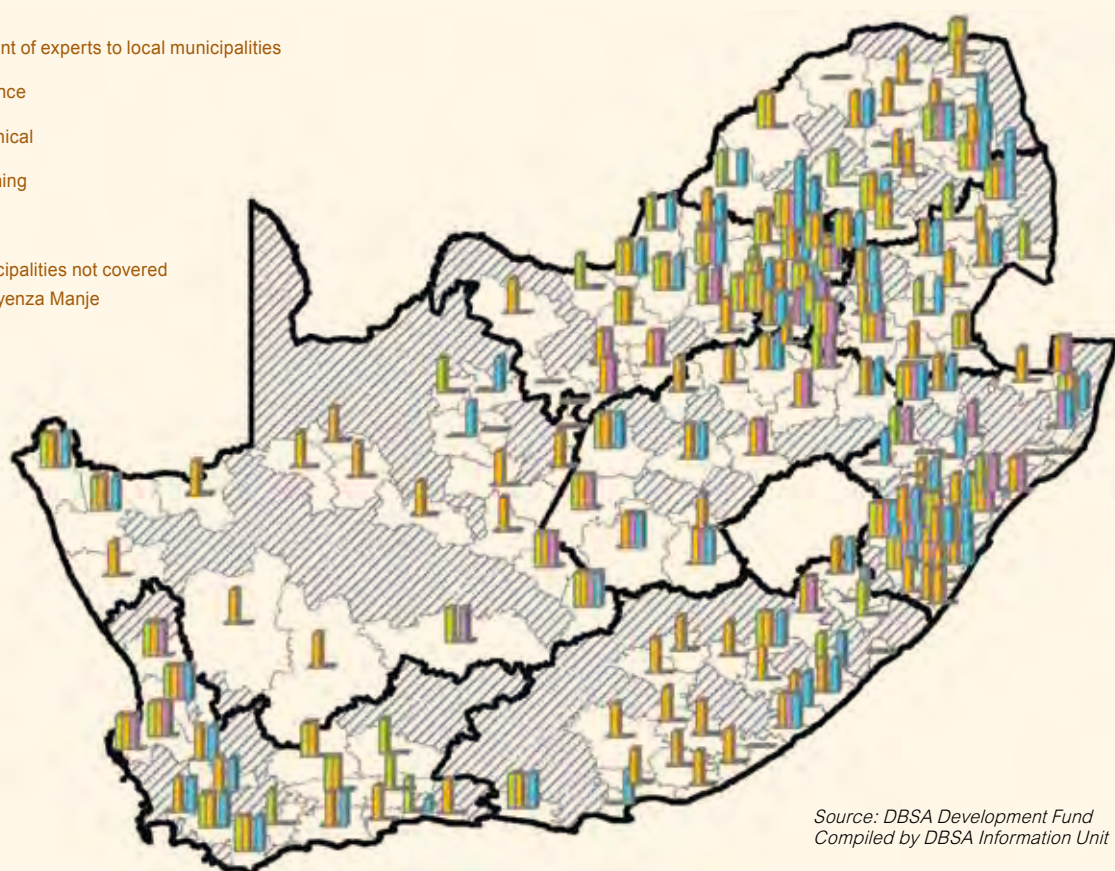 nt of experts to local municipalities
nce
nical
ning
cipalities not covered
yenza Manje
Source: DBSA Development Fund
Compiled by DBSA Information Unit